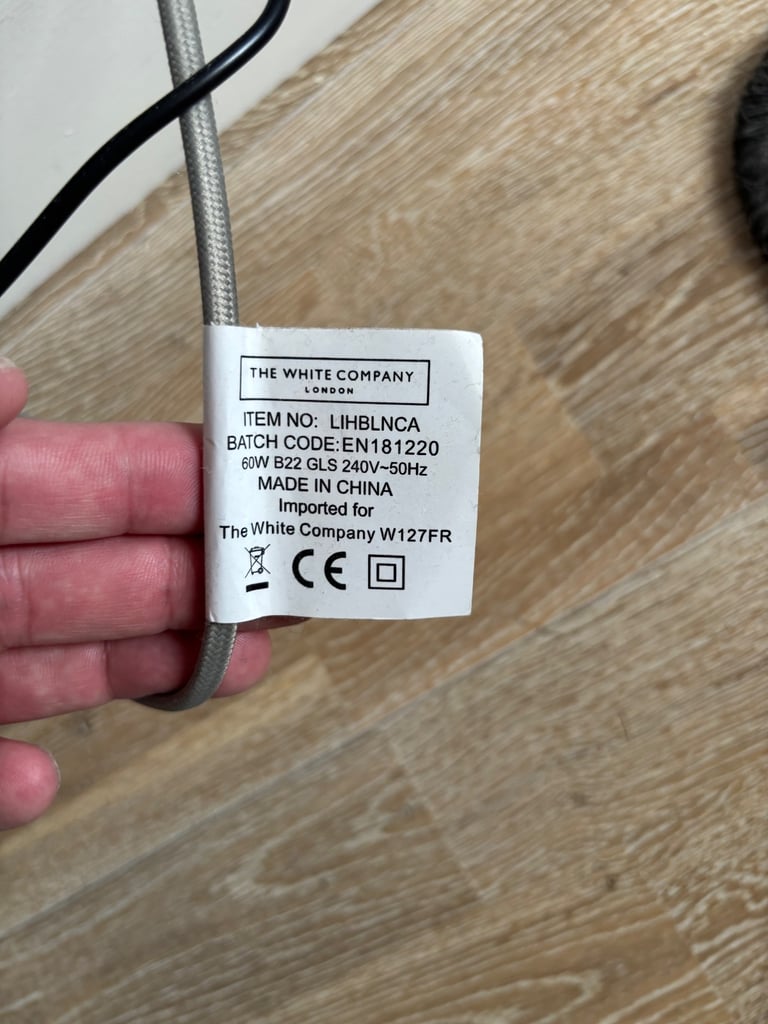 THE WHITE COMPANY
LONDON
ITEM NO: LIHBLNCA
BATCH CODE:EN181220
60W B22 GLS 240V~50Hz
MADE IN CHINA
Imported for
The White Company W127FR
CE